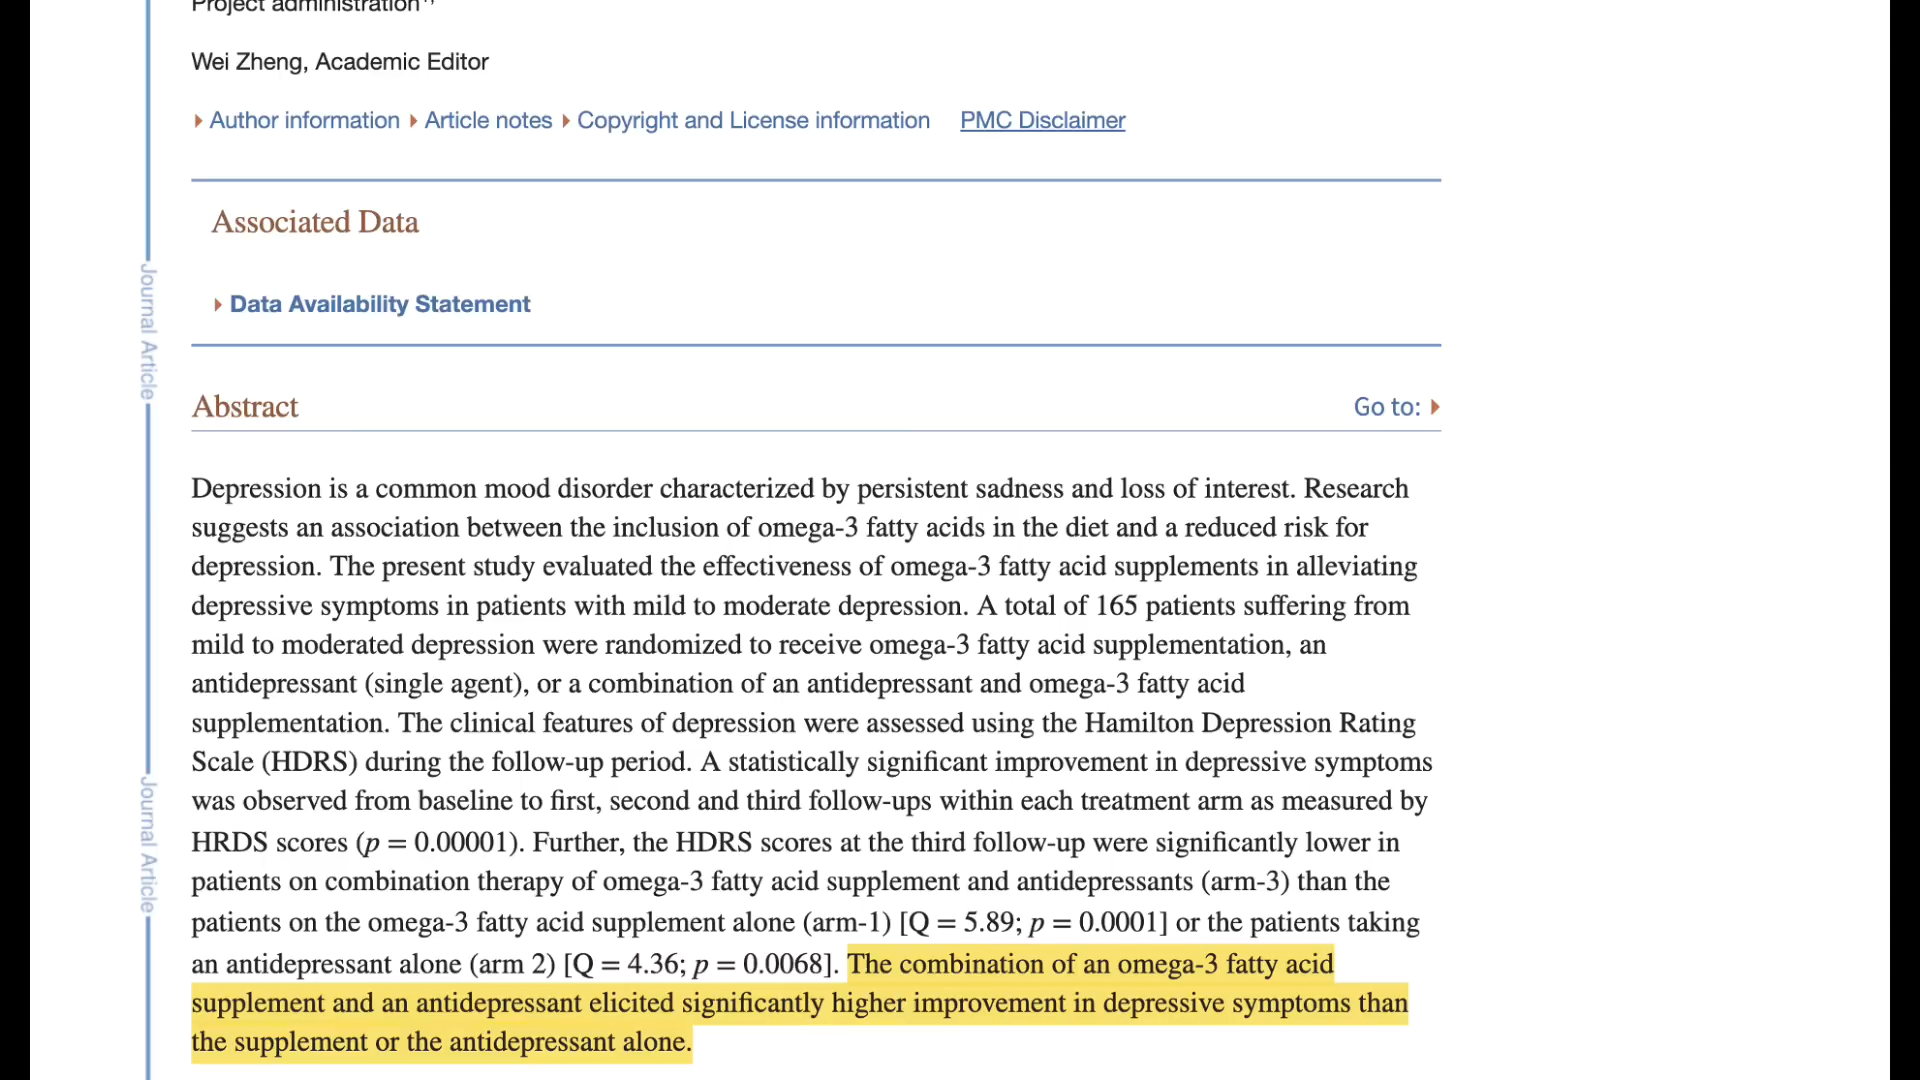 Project administration
Wei Zheng, Academic Editor
Author information Article notes Copyright and License information PMC Disclaimer
Associated Data
Data Availability Statement
Abstract
Go to:
Depression is a common mood disorder characterized by persistent sadness and loss of interest. Research
suggests an association between the inclusion of omega-3 fatty acids in the diet and a reduced risk for
depression. The present study evaluated the effectiveness of omega-3 fatty acid supplements in alleviating
depressive symptoms in patients with mild to moderate depression. A total of 165 patients suffering from
mild to moderated depression were randomized to receive omega-3 fatty acid supplementation, an
antidepressant (single agent), or a combination of an antidepressant and omega-3 fatty acid
supplementation. The clinical features of depression were assessed using the Hamilton Depression Rating
Scale (HDRS) during the follow-up period. A statistically significant improvement in depressive symptoms
was observed from baseline to first, second and third follow-ups within each treatment arm as measured by
HRDS scores (p = 0.00001). Further, the HDRS scores at the third follow-up were significantly lower in
patients on combination therapy of omega-3 fatty acid supplement and antidepressants (arm-3) than the
patients on the omega-3 fatty acid supplement alone (arm-1) [Q = 5.89; p = 0.0001] or the patients taking
an antidepressant alone (arm 2) [Q = 4.36; p = 0.0068]. The combination of an omega-3 fatty acid
supplement and an antidepressant elicited significantly higher improvement in depressive symptoms than
the supplement or the antidepressant alone.
Journal Article
Journal Article